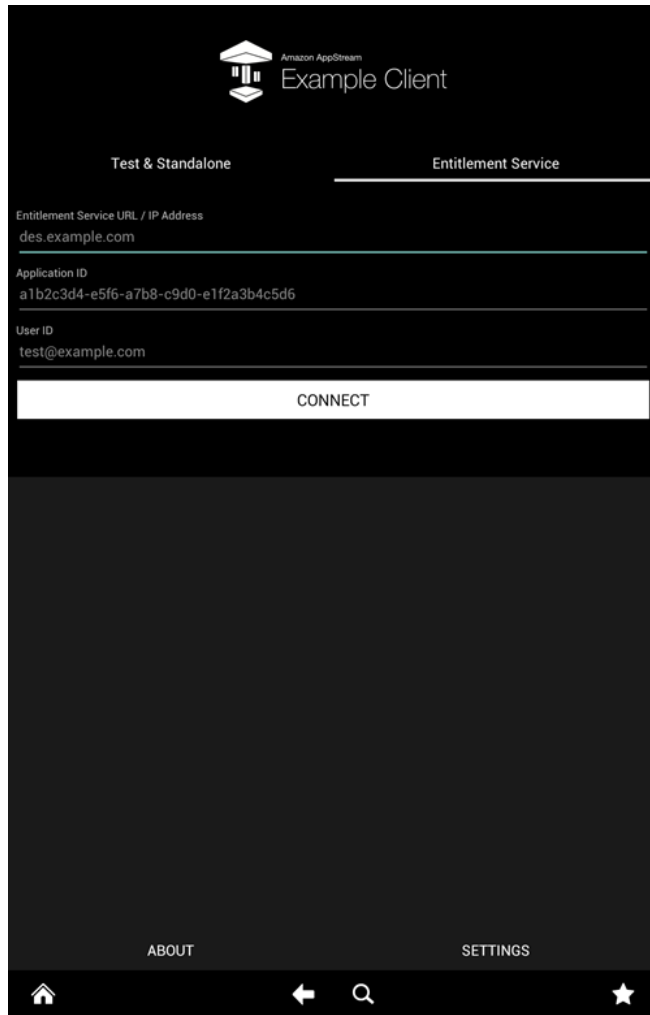 Amazon AppStream
Example Client
Test & Standalone
Entitlement Service
Entitlement Service URL / IP Address
des.example.com
Application ID
a1b2c3d4-e5f6-a7b8-c9d0-e1f2a3b4c5d6
User ID
test@example.com
CONNECT
ABOUT
SETTINGS